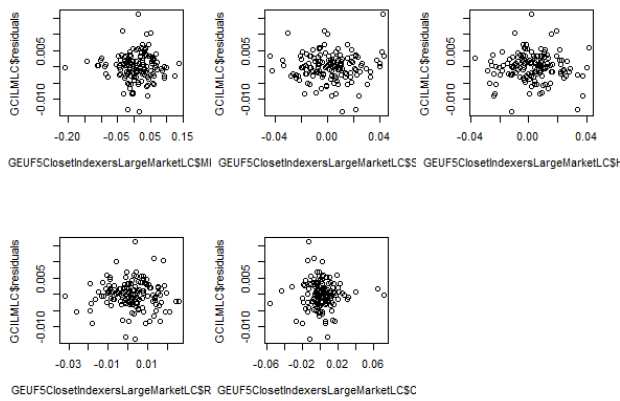 GCILMLC$residuals
0.005
-0.010
-0.20 -0.05 0.05 0.15
GEUF5ClosetIndexersLargeMarketLC$MI
GCILMLC$residuals
0.005
-0.010
-0.04 0.00 0.04
GEUF5ClosetIndexersLargeMarketLC$S
GCILMLC$residuals
0.005
-0.010
-0.04 0.00 0.04
GEUF5ClosetIndexersLargeMarketLC$H
GCILMLC$residuals
0.005
-0.010
-0.03 -0.01 0.01
GEUF5ClosetIndexersLargeMarketLC$R
GCILMLC$residuals
0.005
-0.010
-0.06 -0.02 0.02 0.06
GEUF5ClosetIndexersLargeMarketLC$C